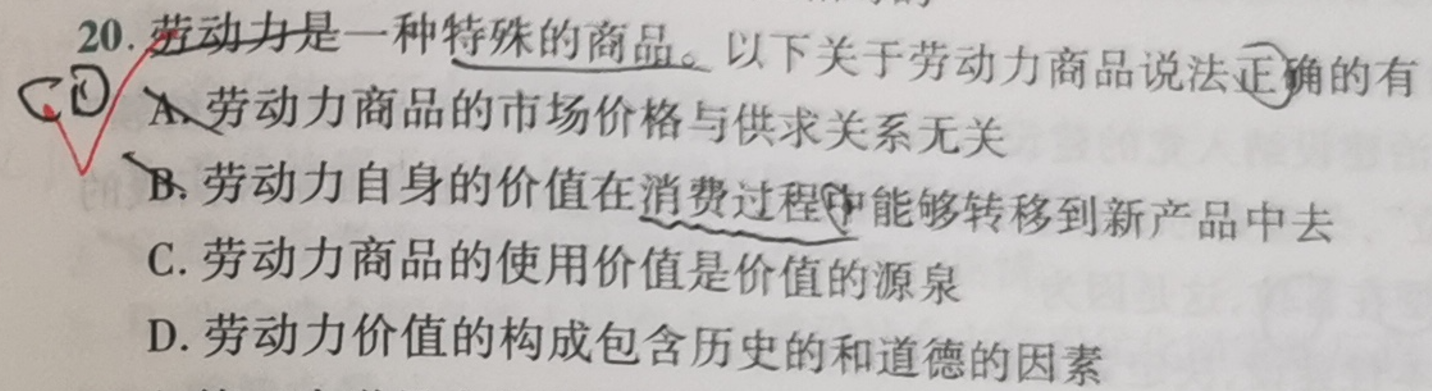 20. 劳动力是一种特殊的商品。以下关于劳动力商品说法正确的有
CD
A. 劳动力商品的市场价格与供求关系无关
B. 劳动力自身的价值在消费过程中能够转移到新产品中去
C. 劳动力商品的使用价值是价值的源泉
D. 劳动力价值的构成包含历史的和道德的因素